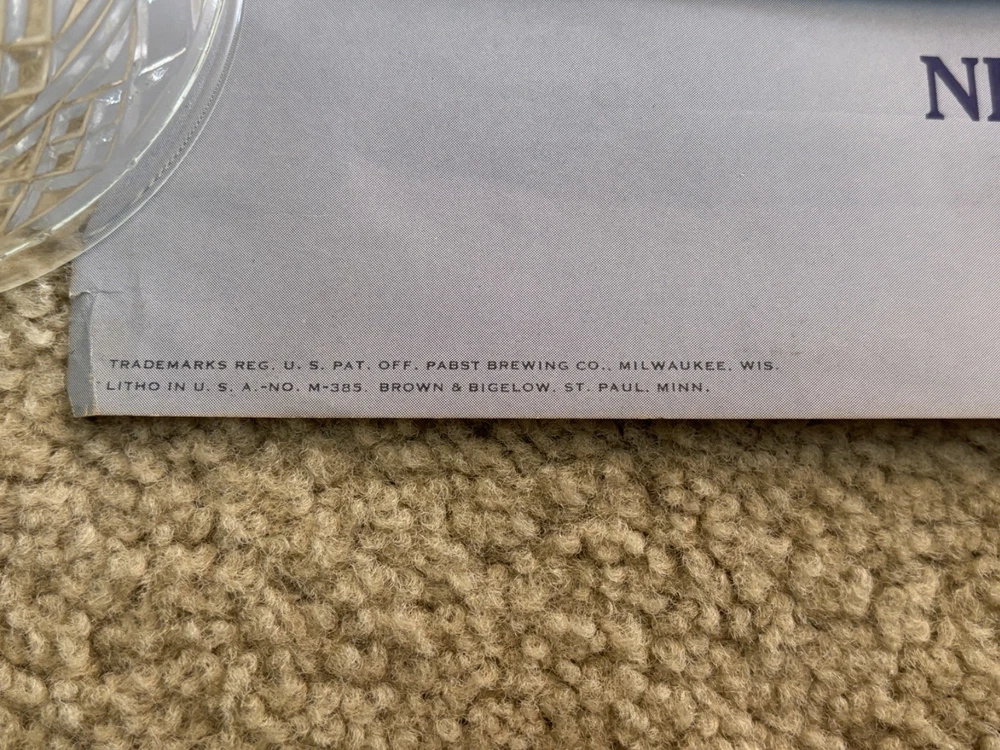 TRADEMARKS REG. U. S. PAT. OFF. PABST BREWING CO., MILWAUKEE, WIS.
LITHO IN U. S. A.-NO. M-385. BROWN & BIGELOW, ST. PAUL, MINN.